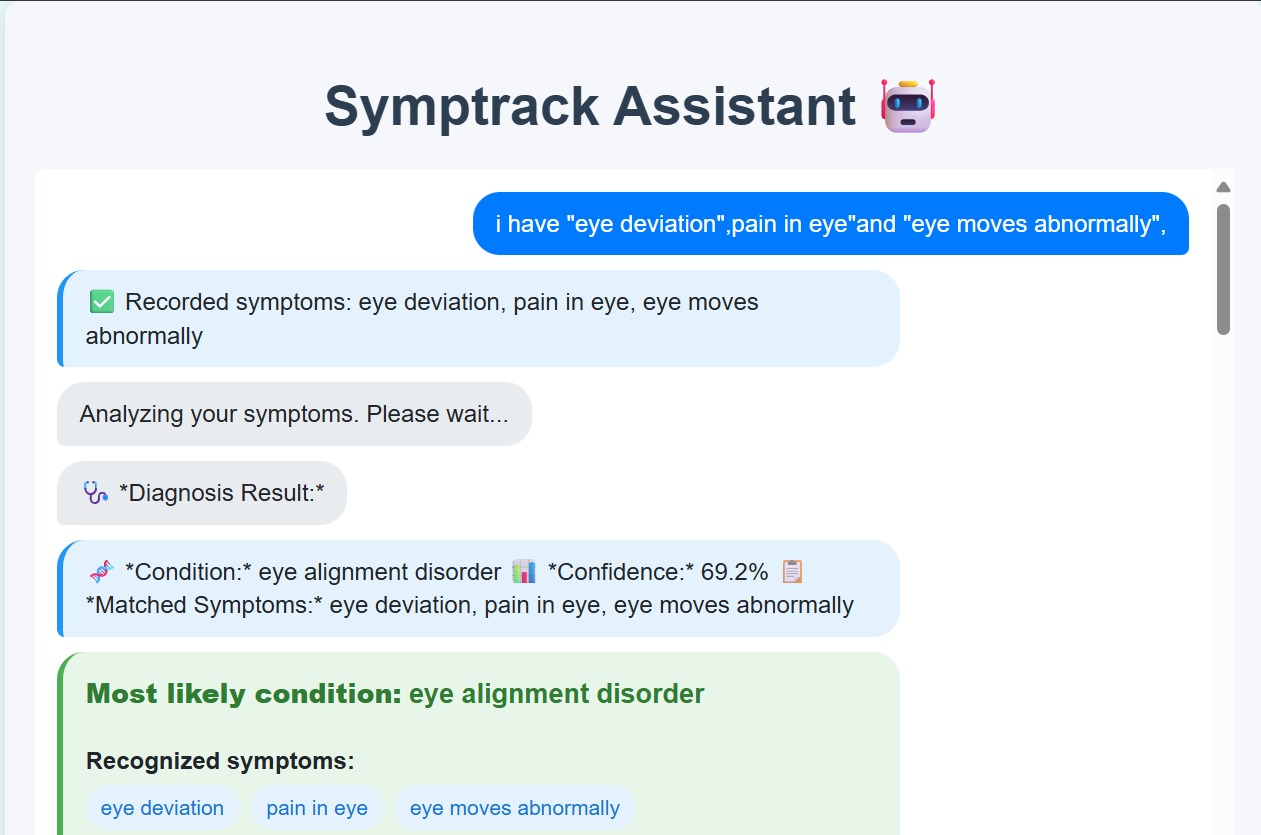 Symptrack Assistant
i have "eye deviation",pain in eye"and "eye moves abnormally",
Recorded symptoms: eye deviation, pain in eye, eye moves
abnormally
Analyzing your symptoms. Please wait...
*Diagnosis Result:*
*Condition:* eye alignment disorder *Confidence:* 69.2%
*Matched Symptoms:* eye deviation, pain in eye, eye moves abnormally
Most likely condition: eye alignment disorder
Recognized symptoms:
eye deviation pain in eye eye moves abnormally